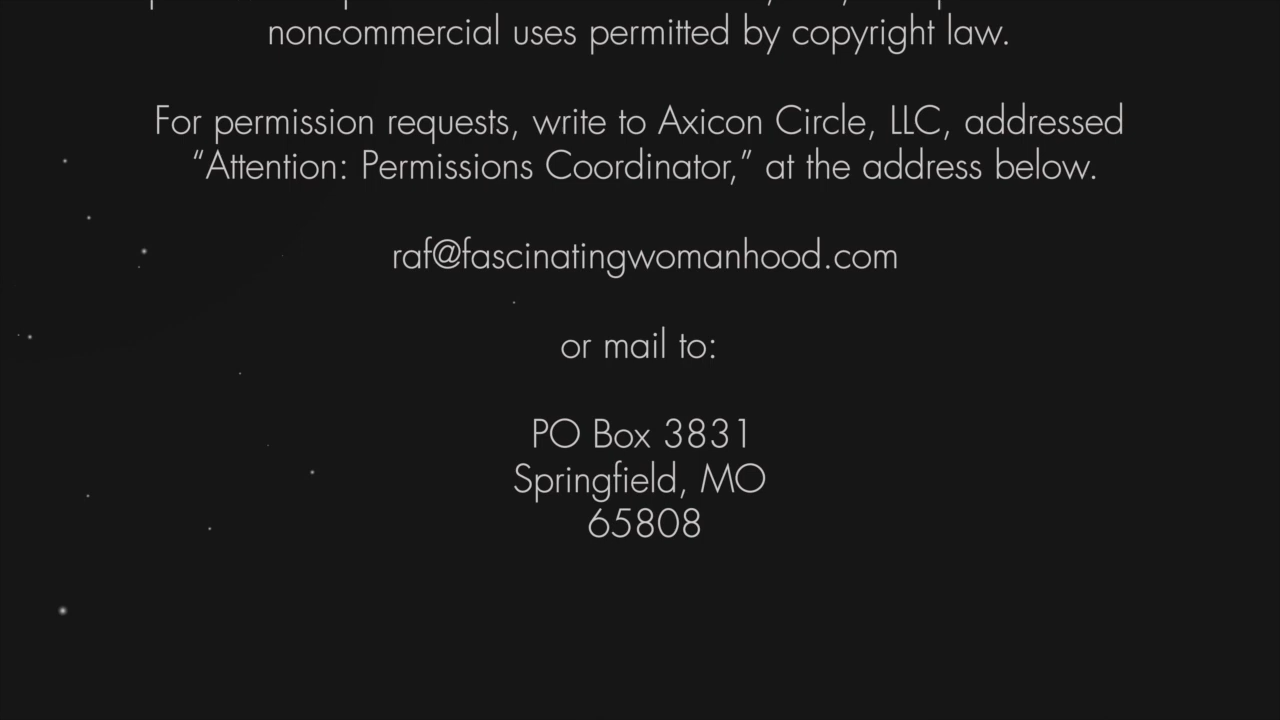 noncommercial uses permitted by copyright law.
For permission requests, write to Axicon Circle, LLC, addressed
“Attention: Permissions Coordinator,” at the address below.
raf@fascinatingwomanhood.com
or mail to:
PO Box 3831
Springfield, MO
65808